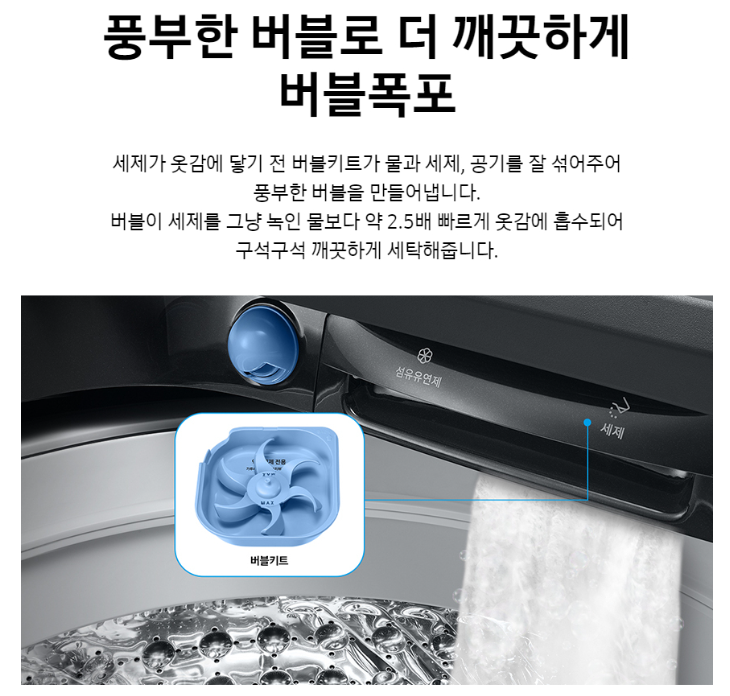 풍부한 버블로 더 깨끗하게
버블폭포
세제가 옷감에 닿기 전 버블키트가 물과 세제, 공기를 잘 섞어주어
풍부한 버블을 만들어냅니다.
버블이 세제를 그냥 녹인 물보다 약 2.5배 빠르게 옷감에 흡수되어
구석구석 깨끗하게 세탁해줍니다.
섬유유연제
세제
버블키트